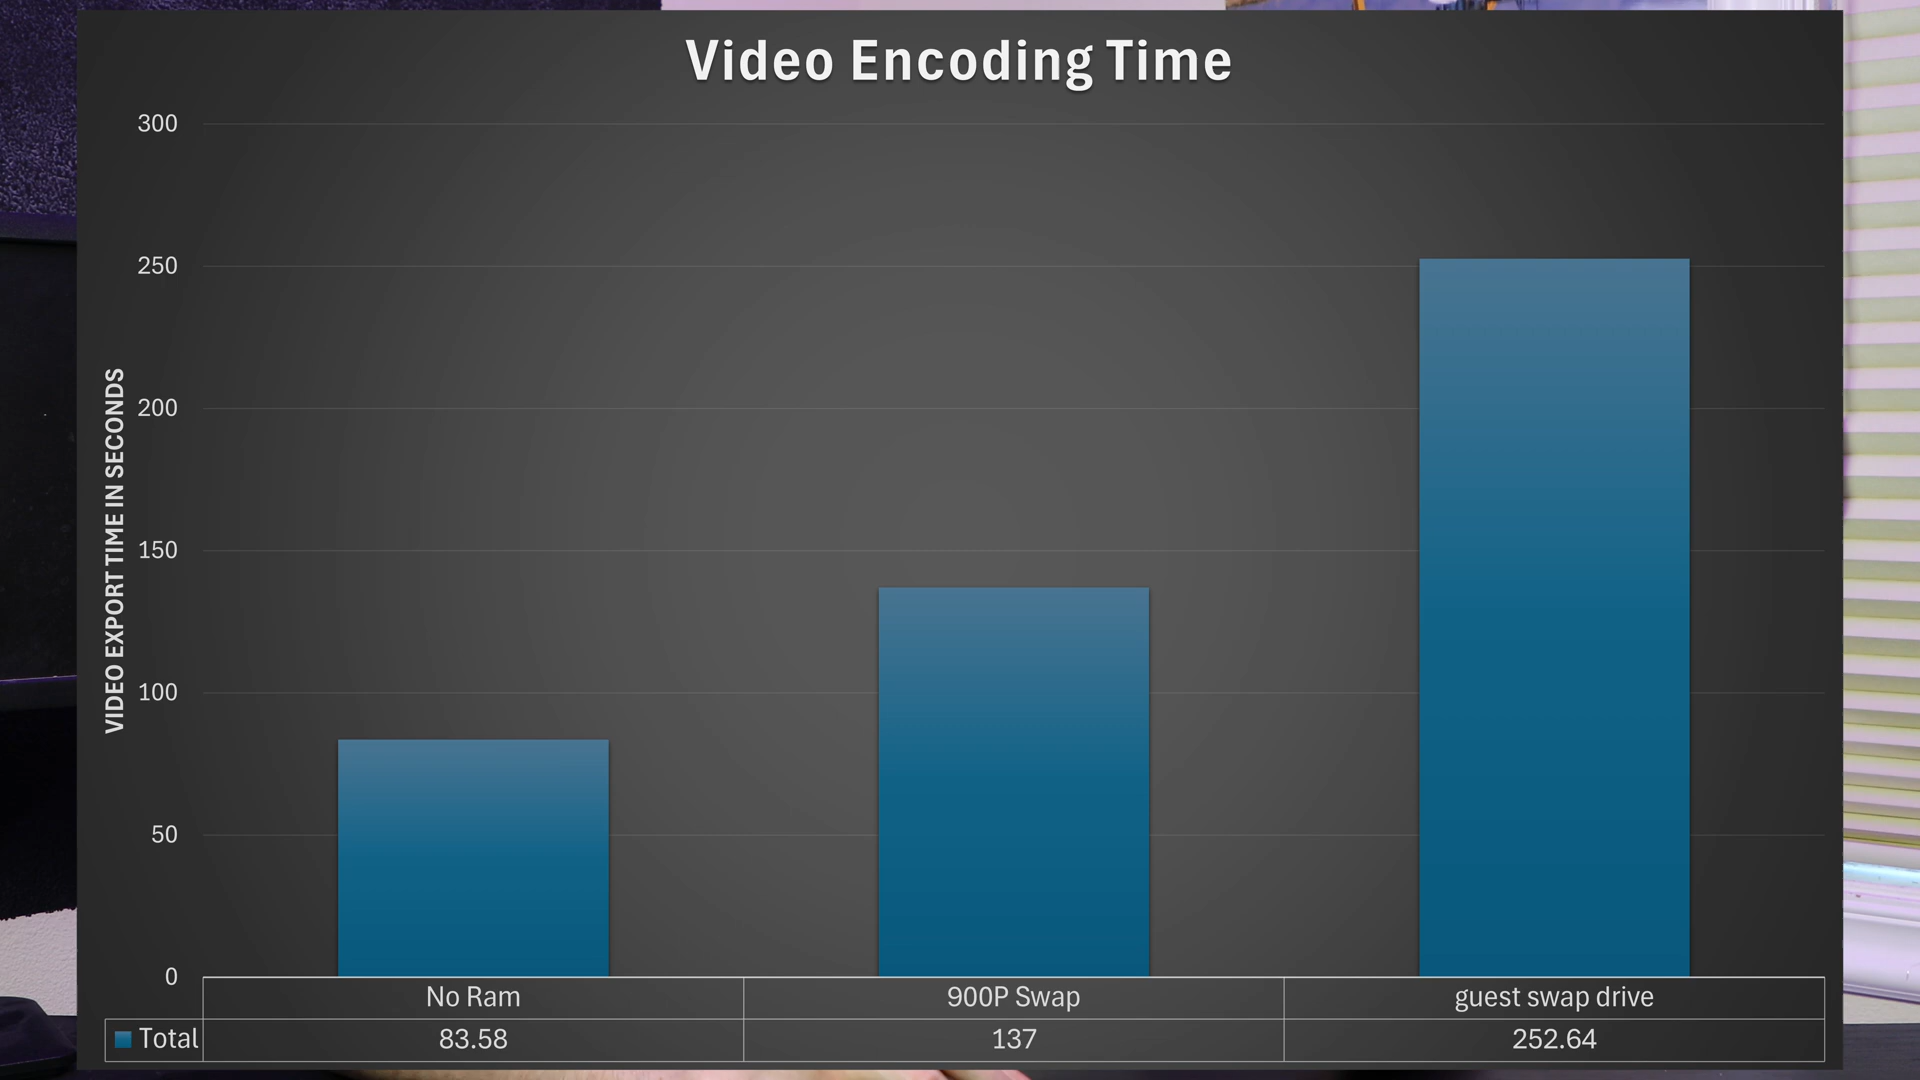 Video Encoding Time
VIDEO EXPORT TIME IN SECONDS
300
250
200
150
100
50
0
No Ram 900P Swap guest swap drive
Total 83.58 137 252.64